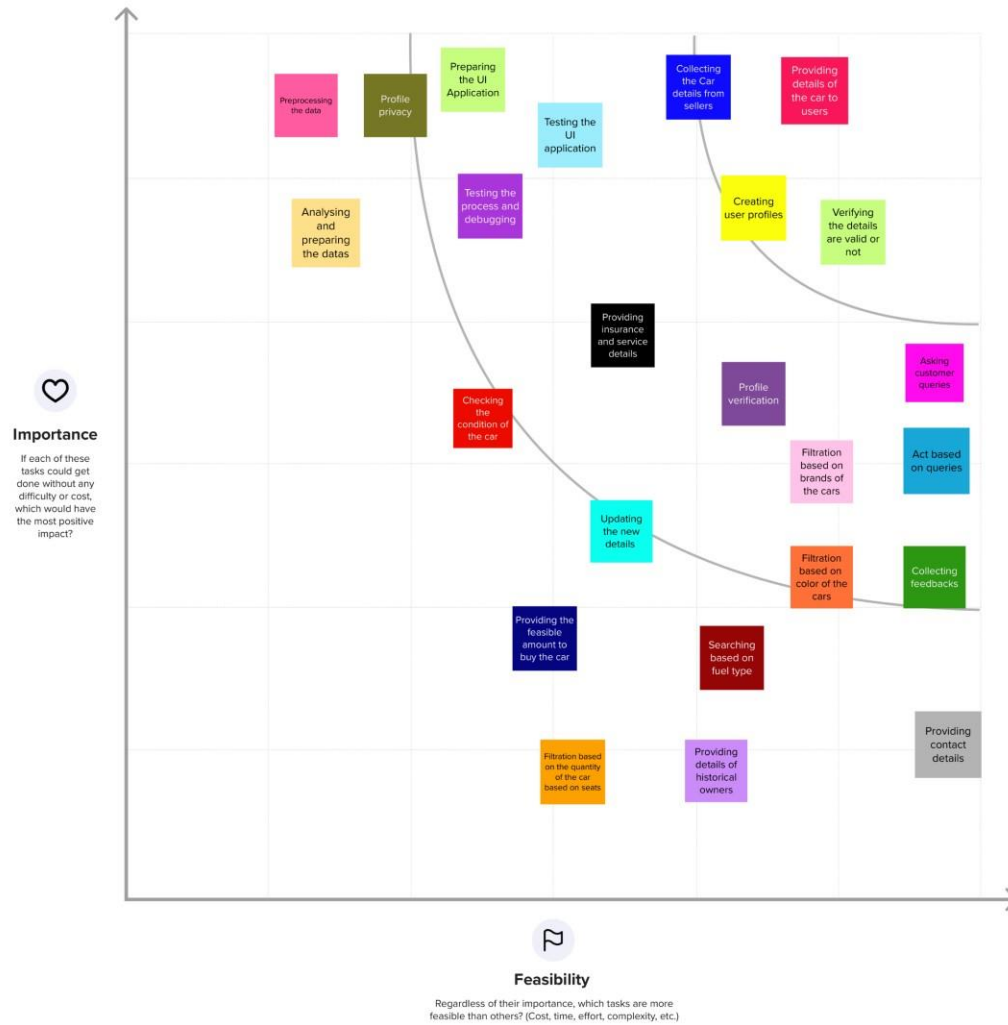 Preparing
the UI
Application
Collecting
the Car
details from
sellers
Providing
details of
the car to
users
Preprocessing
the data
Profile
privacy
Testing the
UI
application
Testing the
process and
debugging
Creating
user profiles
Analysing
and
preparing
the datas
Verifying
the details
are valid or
not
Providing
insurance
and service
details
Asking
customer
queries
Profile
verification
Checking
the
condition of
the car
Importance
If each of these
tasks could get
done without any
difficulty or cost,
which would have
the most positive
impact?
Filtration
based on
brands of
the cars
Act based
on queries
Updating
the new
details
Filtration
based on
color of the
cars
Collecting
feedbacks
Providing the
feasible
amount to
buy the car
Searching
based on
fuel type
Providing
contact
details
Filtration based
on the quantity
of the car
based on seats
Providing
details of
historical
owners
Feasibility
Regardless of their importance, which tasks are more
feasible than others? (Cost, time, effort, complexity, etc.)